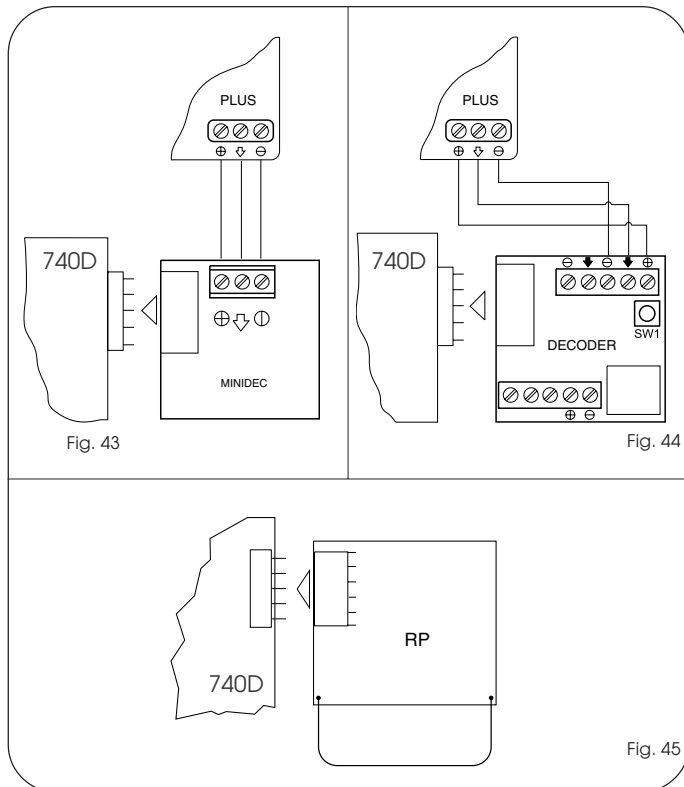 PLUS
740D
MINIDEC
Fig. 43
PLUS
740D
SW1
DECODER
Fig. 44
740D
RP
Fig. 45